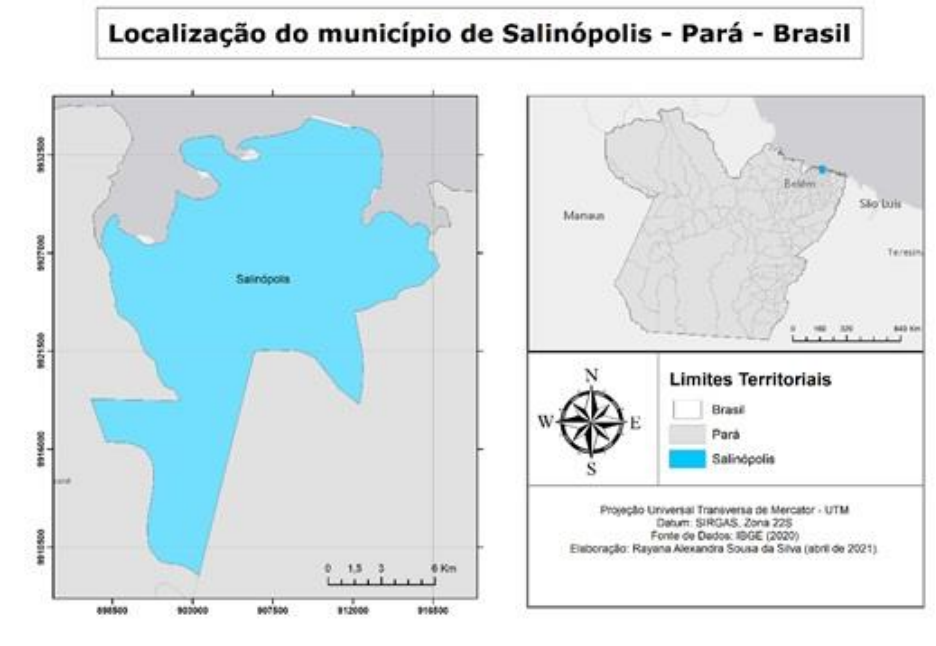 Localização do município de Salinópolis - Pará - Brasil
9932500
9927000
9921500
9916000
9910500
Salinópolis
0 1,5 3 6 Km
898500 903000 907500 912000 916500
Manaus
Belém
São Luís
Teresin
0 160 320 640 Km
N
W E
S
Limites Territoriais
Brasil
Pará
Salinópolis
Projeção Universal Transversa de Mercator - UTM
Datum: SIRGAS, Zona 22S
Fonte de Dados: IBGE (2020)
Elaboração: Rayana Alexandra Sousa da Silva (abril de 2021).